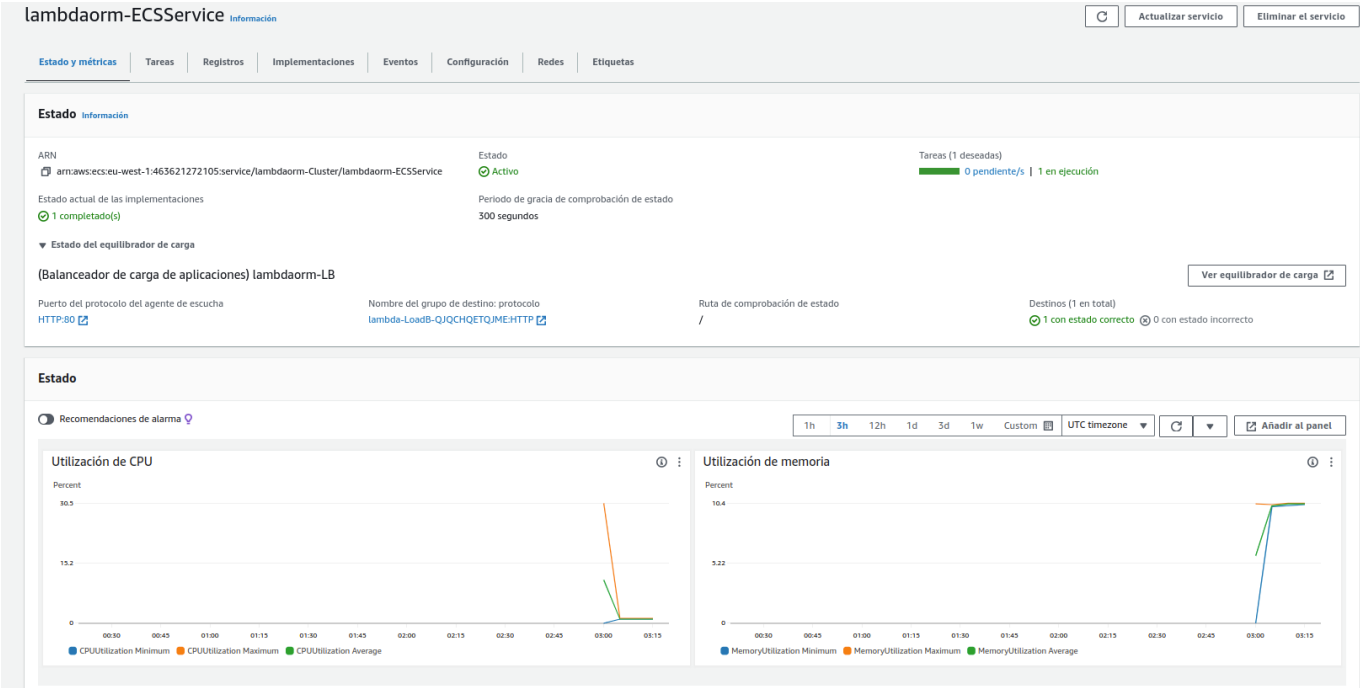 lambdaorm-ECSService Información
Actualizar servicio
Eliminar el servicio
Estado y métricas
Tareas
Registros
Implementaciones
Eventos
Configuración
Redes
Etiquetas
Estado Información
ARN
arn:aws:ecs:eu-west-1:463621272105:service/lambdaorm-Cluster/lambdaorm-ECSService
Estado
Activo
Tareas (1 deseadas)
0 pendiente/s | 1 en ejecución
Estado actual de las implementaciones
1 completado(s)
Periodo de gracia de comprobación de estado
300 segundos
Estado del equilibrador de carga
(Balanceador de carga de aplicaciones) lambdaorm-LB
Ver equilibrador de carga
Puerto del protocolo del agente de escucha
HTTP:80
Nombre del grupo de destino: protocolo
lambda-LoadB-QJQCHQETQJME:HTTP
Ruta de comprobación de estado
/
Destinos (1 en total)
1 con estado correcto 0 con estado incorrecto
Estado
Recomendaciones de alarma
1h 3h 12h 1d 3d 1w Custom UTC timezone
Añadir al panel
Utilización de CPU
Percent
30.5
15.2
0
00:30 00:45 01:00 01:15 01:30 01:45 02:00 02:15 02:30 02:45 03:00 03:15
CPUUtilization Minimum CPUUtilization Maximum CPUUtilization Average
Utilización de memoria
Percent
10.4
5.22
0
00:30 00:45 01:00 01:15 01:30 01:45 02:00 02:15 02:30 02:45 03:00 03:15
MemoryUtilization Minimum MemoryUtilization Maximum MemoryUtilization Average